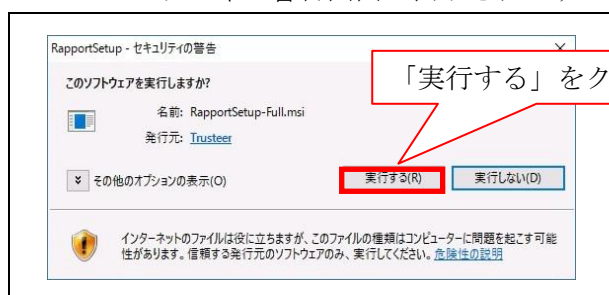 RapportSetup - セキュリティの警告
このソフトウェアを実行しますか?
「実行する」をク
名前: RapportSetup-Full.msi
発行元: Trusteer
その他のオプションの表示(O)
実行する(R)
実行しない(D)
インターネットのファイルは役に立ちますが、このファイルの種類はコンピューターに問題を起こす可能
性があります。信頼する発行元のソフトウェアのみ、実行してください。危険性の説明